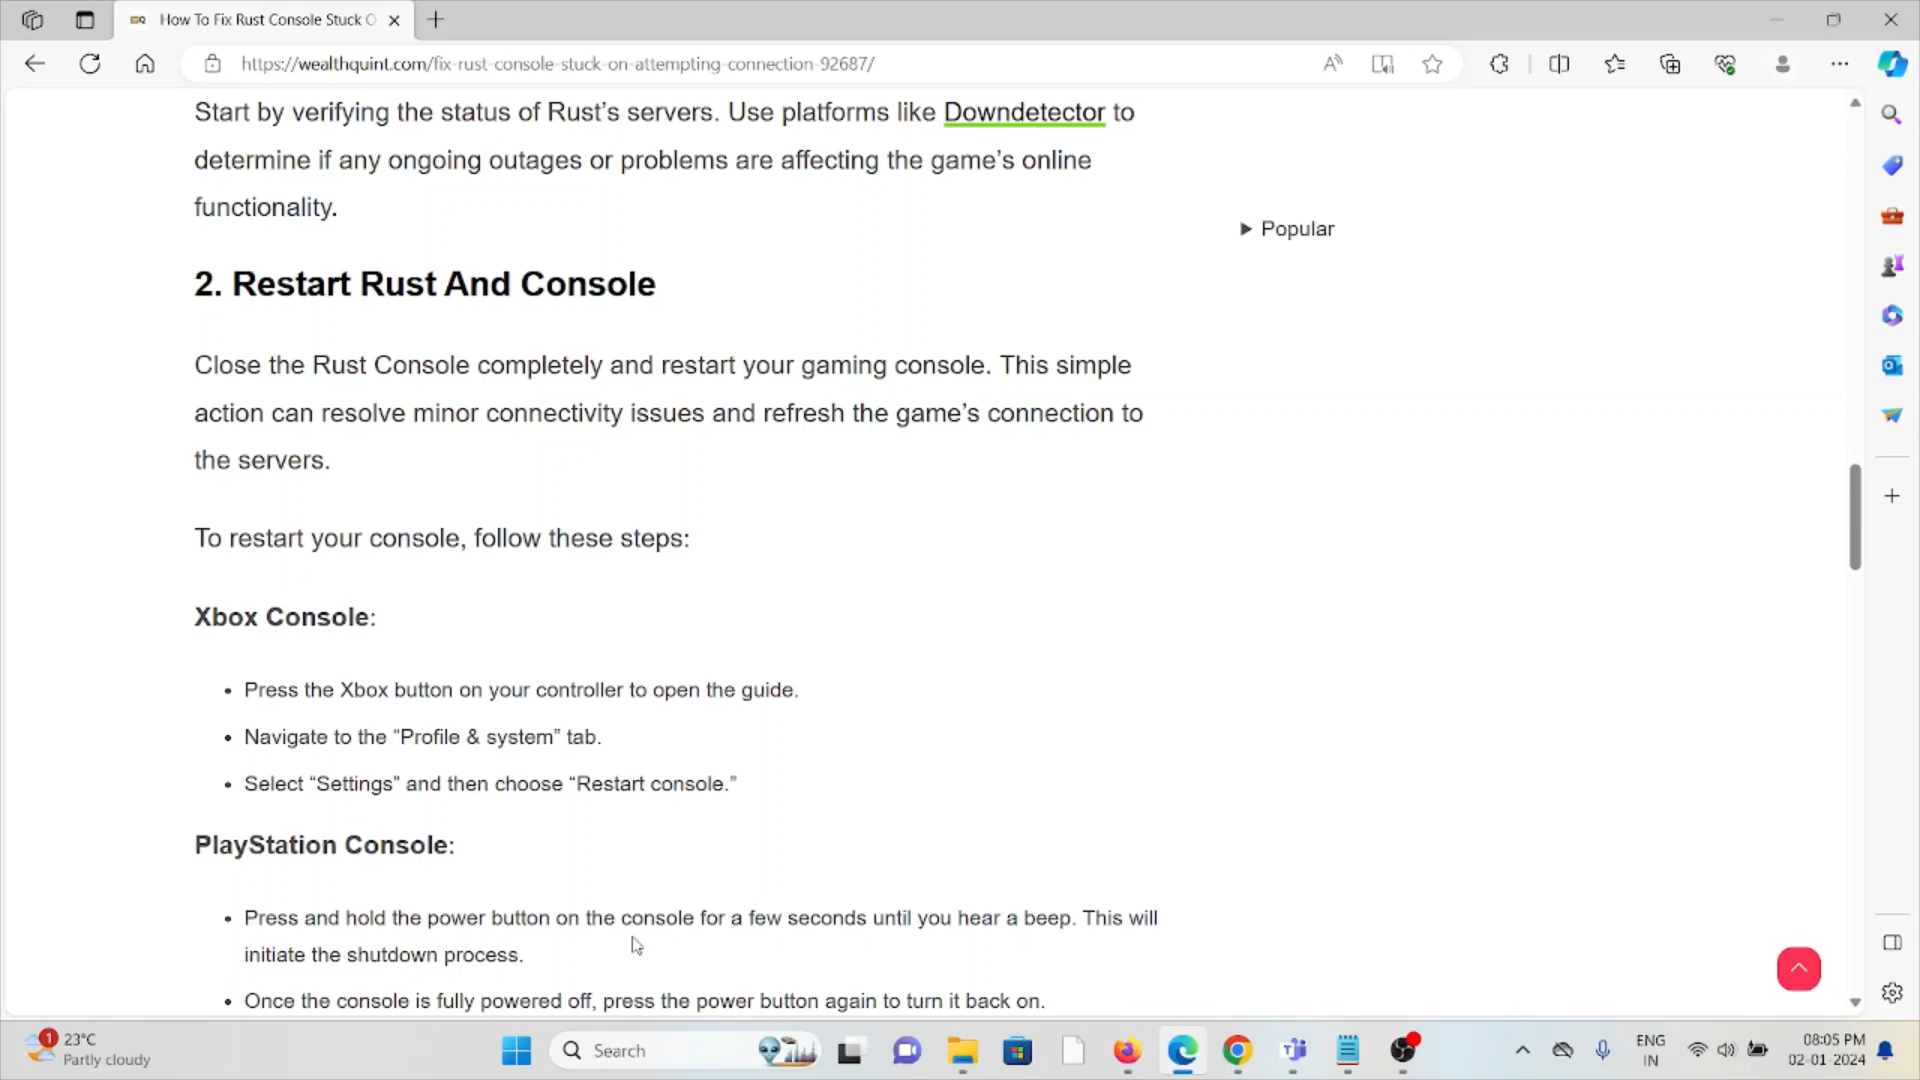 How To Fix Rust Console Stuck O
https://wealthquint.com/fix-rust-console-stuck-on-attempting-connection-92687/
Start by verifying the status of Rust’s servers. Use platforms like Downdetector to
determine if any ongoing outages or problems are affecting the game’s online
functionality.
Popular
2. Restart Rust And Console
Close the Rust Console completely and restart your gaming console. This simple
action can resolve minor connectivity issues and refresh the game’s connection to
the servers.
To restart your console, follow these steps:
Xbox Console:
• Press the Xbox button on your controller to open the guide.
• Navigate to the “Profile & system” tab.
• Select “Settings” and then choose “Restart console.”
PlayStation Console:
• Press and hold the power button on the console for a few seconds until you hear a beep. This will
initiate the shutdown process.
• Once the console is fully powered off, press the power button again to turn it back on.
1
23°C
Partly cloudy
Search
ENG
IN
08:05 PM
02-01-2024